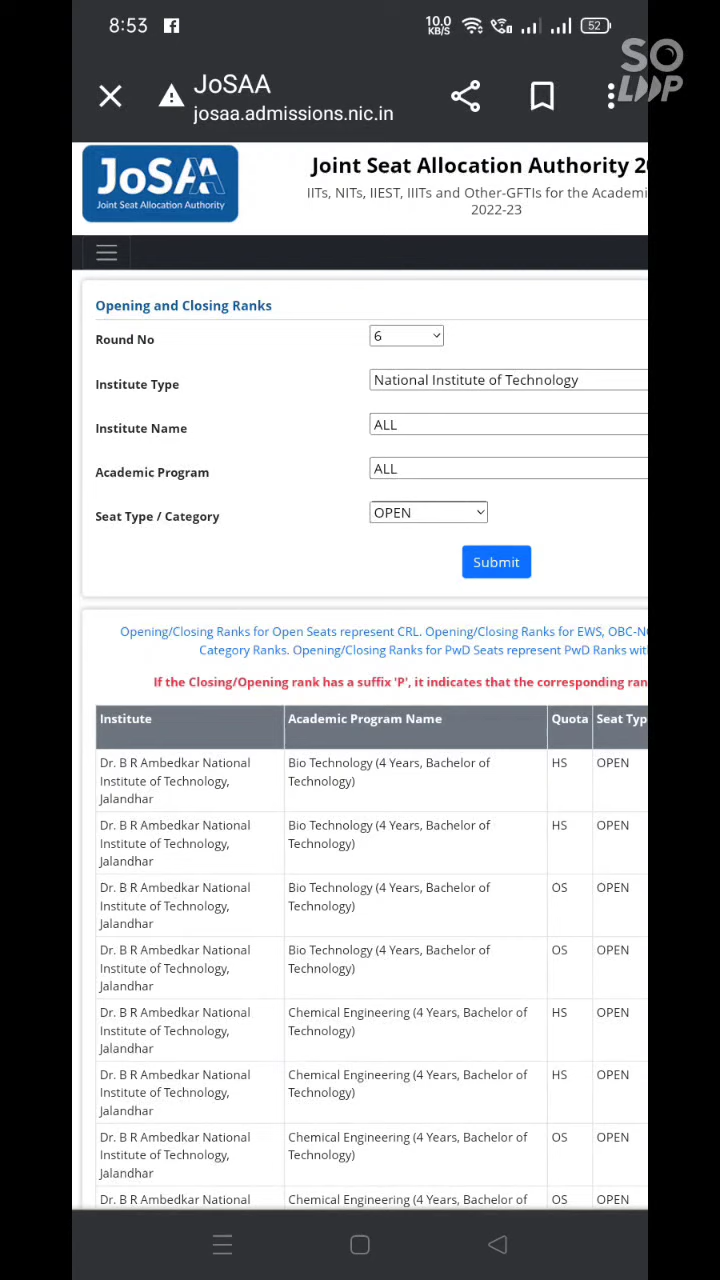 8:53
10.0
KB/S
52
SO
LOOP
JoSAA
josaa.admissions.nic.in
JoSAA
Joint Seat Allocation Authority
Joint Seat Allocation Authority 2
IITs, NITs, IIEST, IIITs and Other-GFTIs for the Academi
2022-23
Opening and Closing Ranks
Round No 6
Institute Type National Institute of Technology
Institute Name ALL
Academic Program ALL
Seat Type / Category OPEN
Submit
Opening/Closing Ranks for Open Seats represent CRL. Opening/Closing Ranks for EWS, OBC-N
Category Ranks. Opening/Closing Ranks for PwD Seats represent PwD Ranks wit
If the Closing/Opening rank has a suffix 'P', it indicates that the corresponding ran
Institute Academic Program Name Quota Seat Typ
Dr. B R Ambedkar National Bio Technology (4 Years, Bachelor of HS OPEN
Institute of Technology, Technology)
Jalandhar
Dr. B R Ambedkar National Bio Technology (4 Years, Bachelor of HS OPEN
Institute of Technology, Technology)
Jalandhar
Dr. B R Ambedkar National Bio Technology (4 Years, Bachelor of OS OPEN
Institute of Technology, Technology)
Jalandhar
Dr. B R Ambedkar National Bio Technology (4 Years, Bachelor of OS OPEN
Institute of Technology, Technology)
Jalandhar
Dr. B R Ambedkar National Chemical Engineering (4 Years, Bachelor of HS OPEN
Institute of Technology, Technology)
Jalandhar
Dr. B R Ambedkar National Chemical Engineering (4 Years, Bachelor of HS OPEN
Institute of Technology, Technology)
Jalandhar
Dr. B R Ambedkar National Chemical Engineering (4 Years, Bachelor of OS OPEN
Institute of Technology, Technology)
Jalandhar
Dr. B R Ambedkar National Chemical Engineering (4 Years, Bachelor of OS OPEN